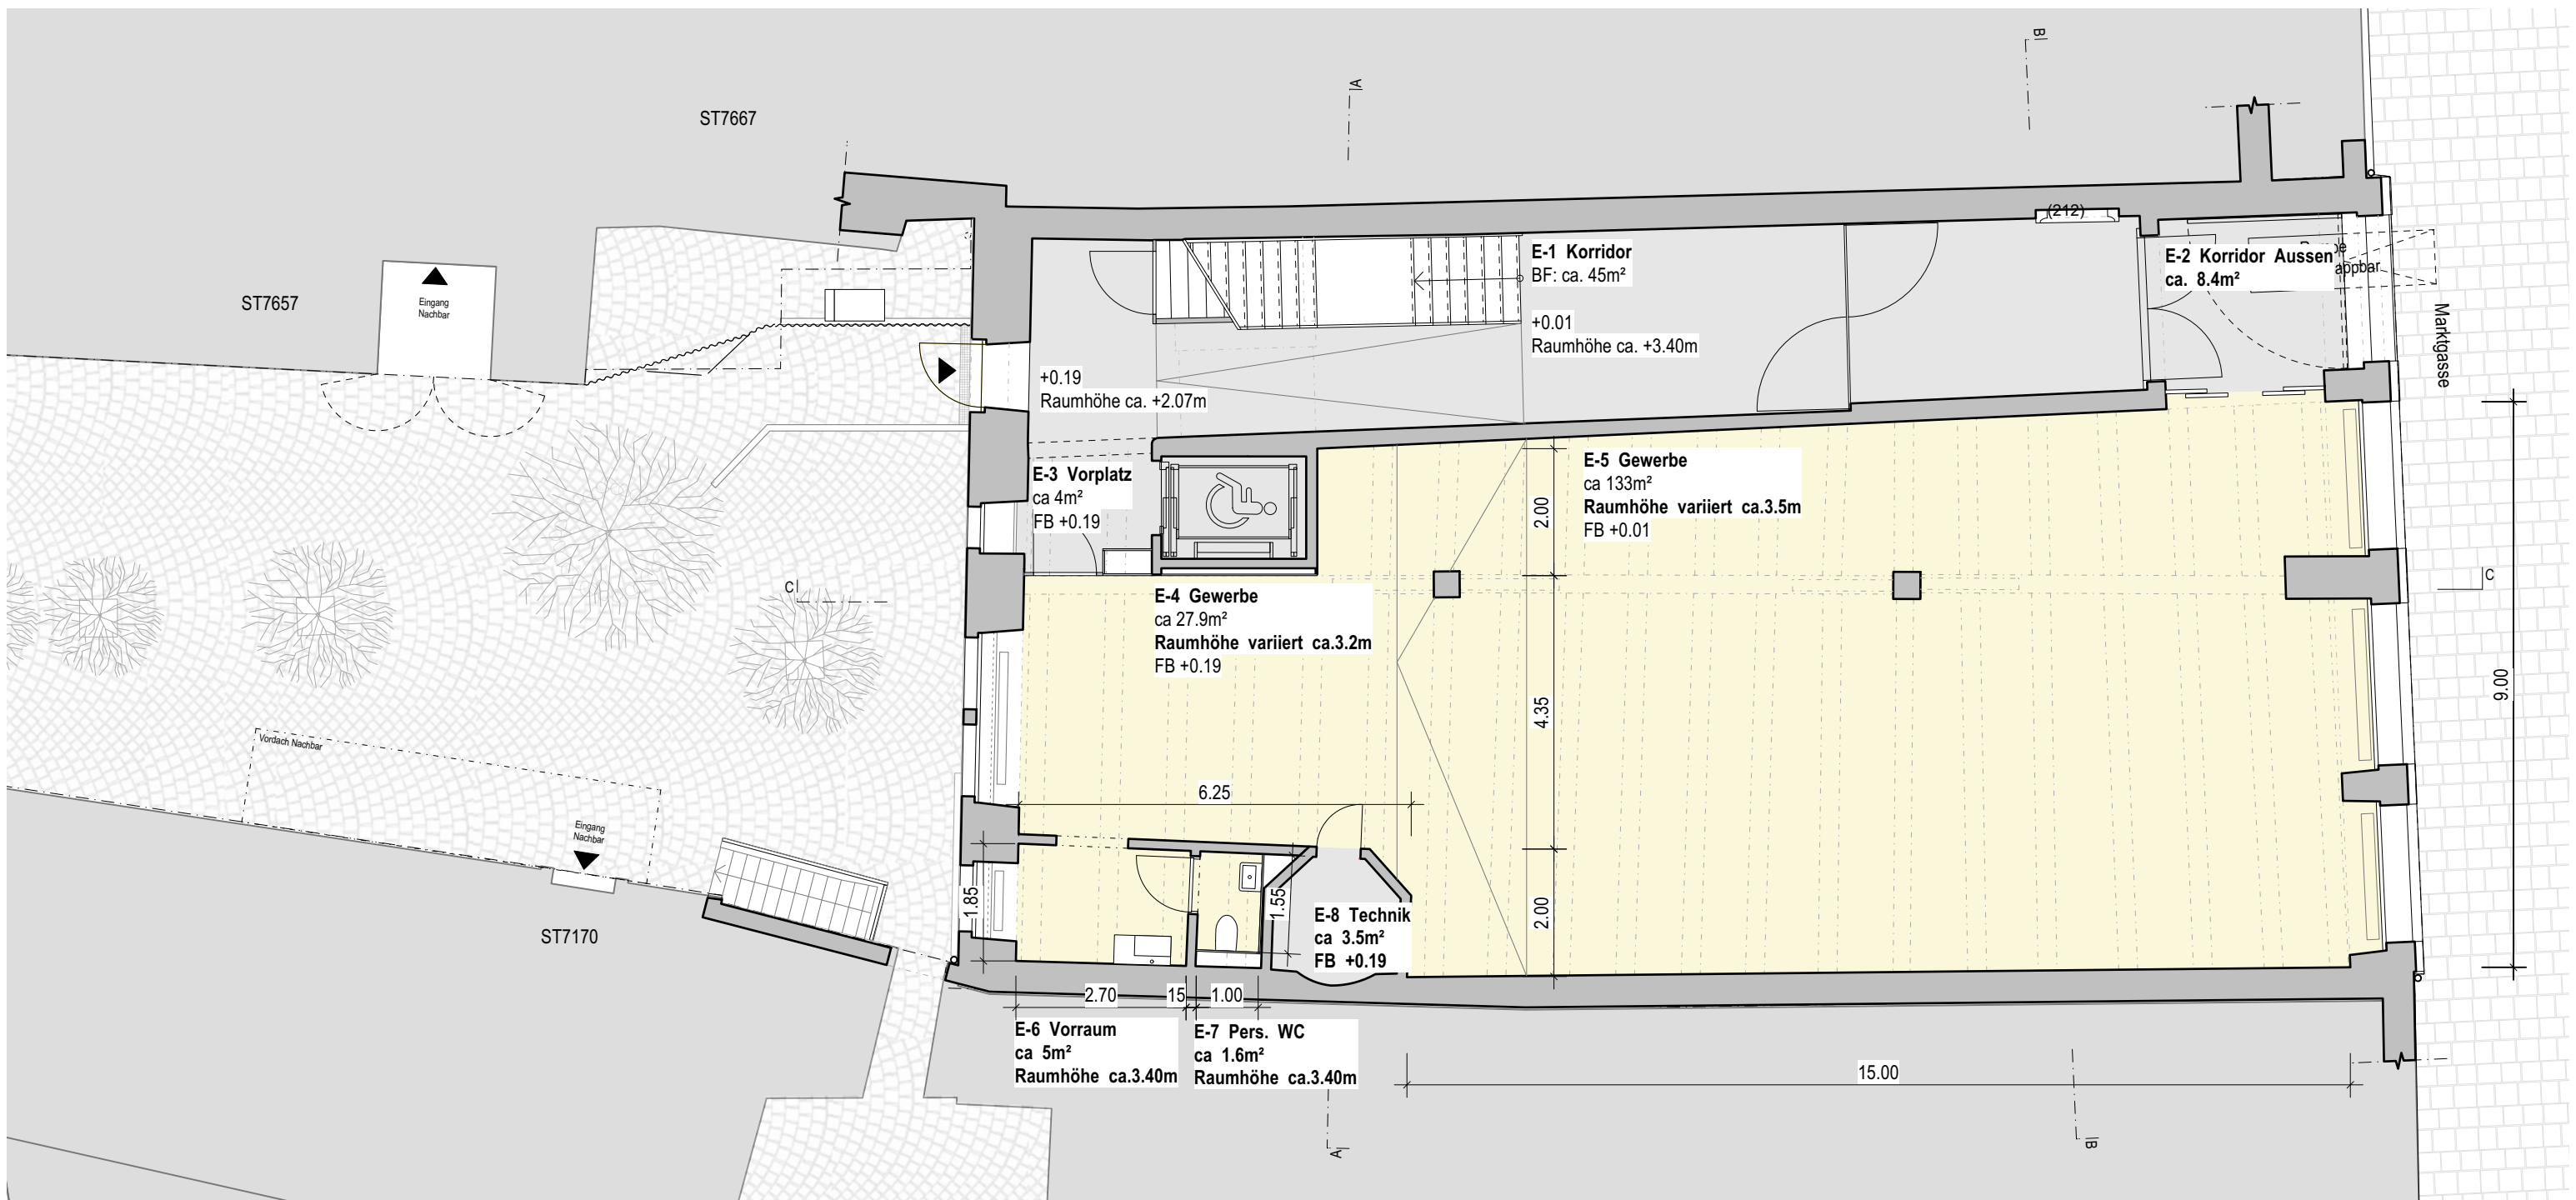 B
A
ST7667
(212)
E-1 Korridor
BF: ca. 45m²
+0.01
Raumhöhe ca. +3.40m
E-2 Korridor Aussen
ca. 8.4m²
ST7657
Eingang
Nachbar
Marktgasse
+0.19
Raumhöhe ca. +2.07m
E-3 Vorplatz
ca 4m²
FB +0.19
E-5 Gewerbe
ca 133m²
Raumhöhe variiert ca.3.5m
FB +0.01
2.00
C
C
E-4 Gewerbe
ca 27.9m²
Raumhöhe variiert ca.3.2m
FB +0.19
4.35
9.00
Vordach Nachbar
6.25
Eingang
Nachbar
1.85
1.55
2.00
E-8 Technik
ca 3.5m²
FB +0.19
ST7170
2.70
15
1.00
E-6 Vorraum
ca 5m²
Raumhöhe ca.3.40m
E-7 Pers. WC
ca 1.6m²
Raumhöhe ca.3.40m
15.00
A
B